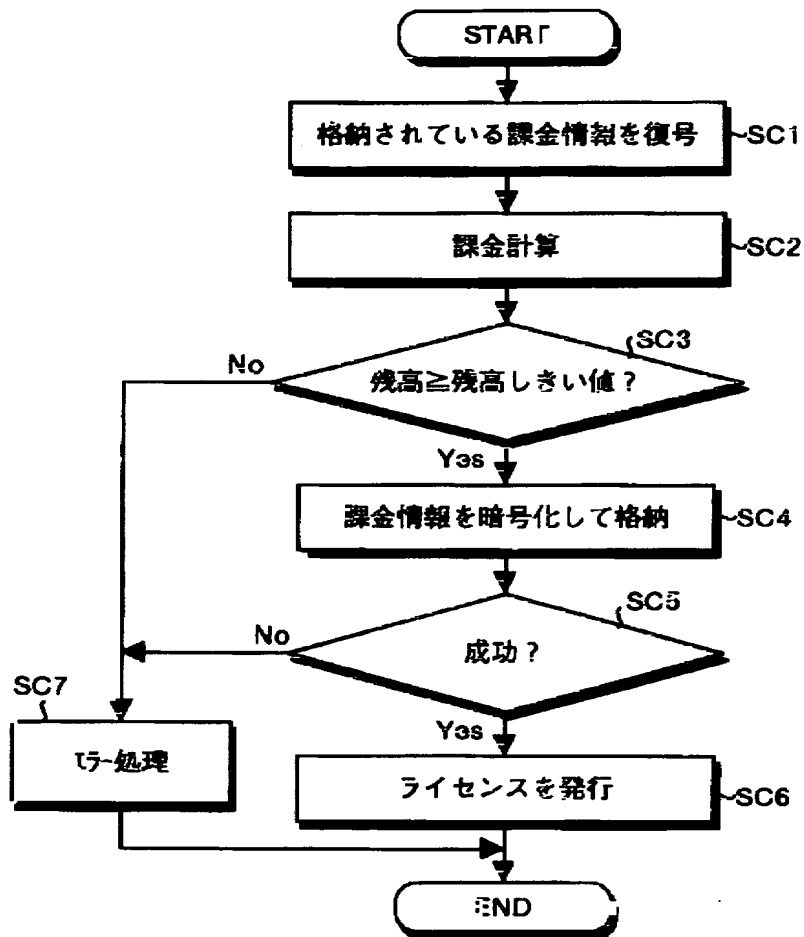 START
格納されている課金情報を復号
SC1
課金計算
SC2
SC3
No
残高≧残高しきい値？
Yes
課金情報を暗号化して格納
SC4
SC5
No
成功？
SC7
Yes
エラー処理
ライセンスを発行
SC6
END